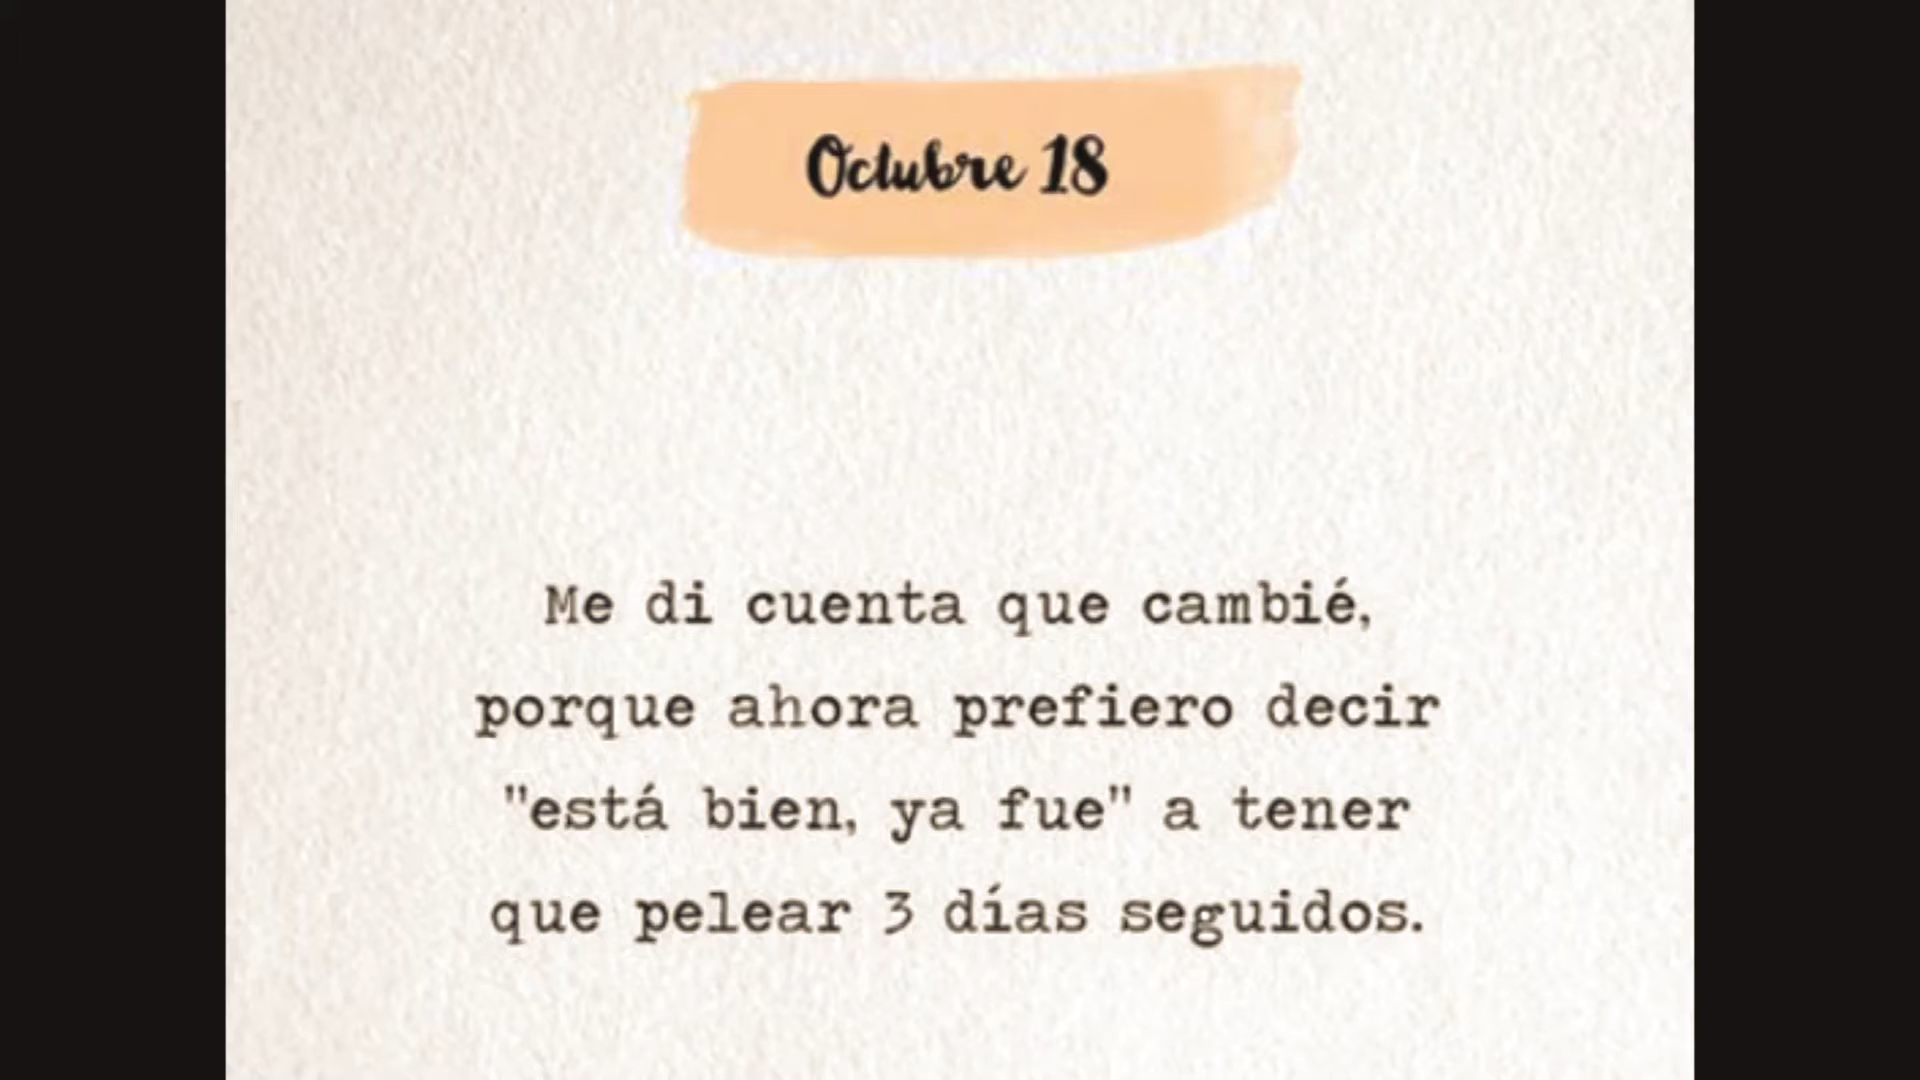 Octubre 18
Me di cuenta que cambié,
porque ahora prefiero decir
"está bien, ya fue" a tener
que pelear 3 días seguidos.